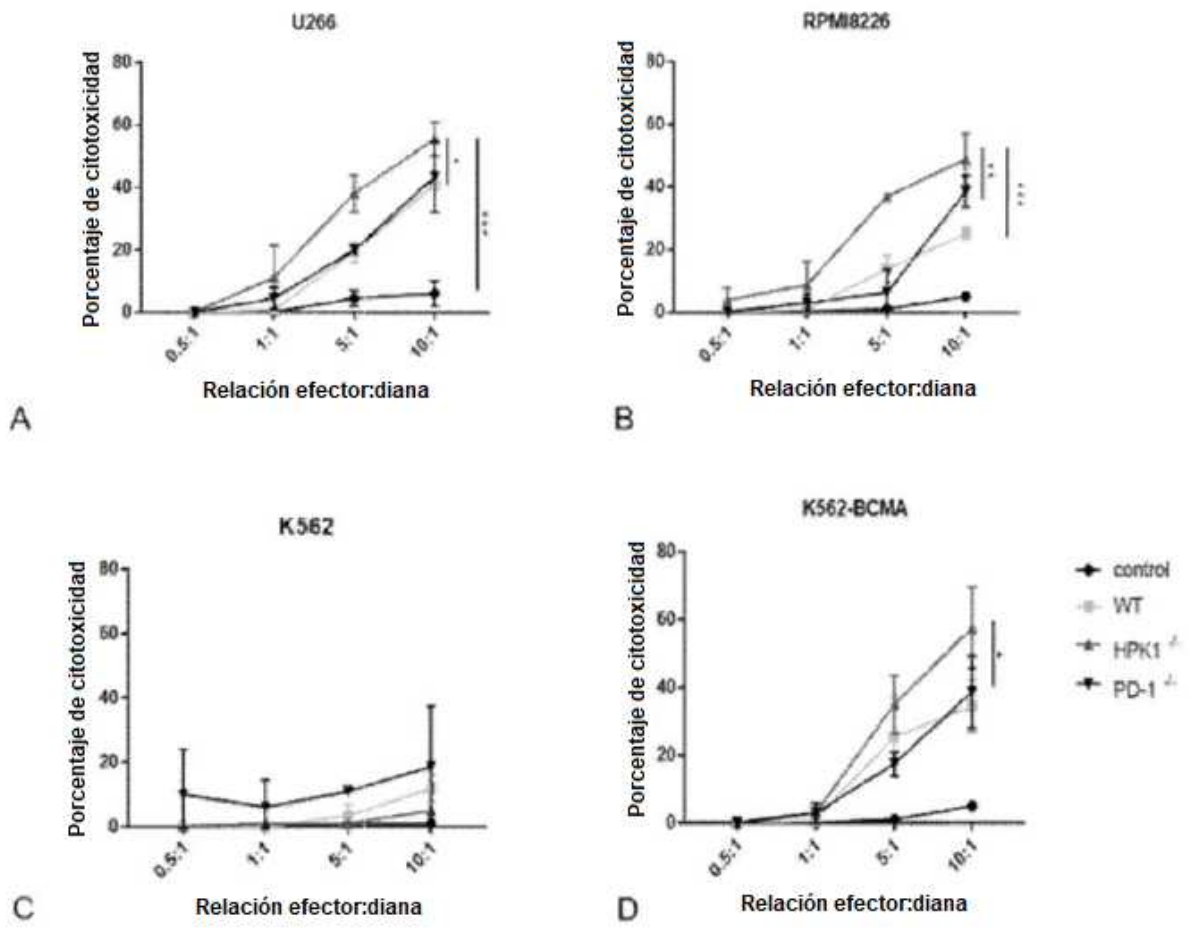 U266
Porcentaje de citotoxicidad
80
60
40
20
0
0.5:1
1:1
5:1
10:1
*
***
Relación efector:diana
A
RPMI8226
Porcentaje de citotoxicidad
80
60
40
20
0
0.5:1
1:1
5:1
10:1
**
***
Relación efector:diana
B
K562
Porcentaje de citotoxicidad
80
60
40
20
0
0.5:1
1:1
5:1
10:1
Relación efector:diana
C
K562-BCMA
Porcentaje de citotoxicidad
80
60
40
20
0
0.5:1
1:1
5:1
10:1
*
Relación efector:diana
D
control
WT
HPK1 -/-
PD-1 -/-